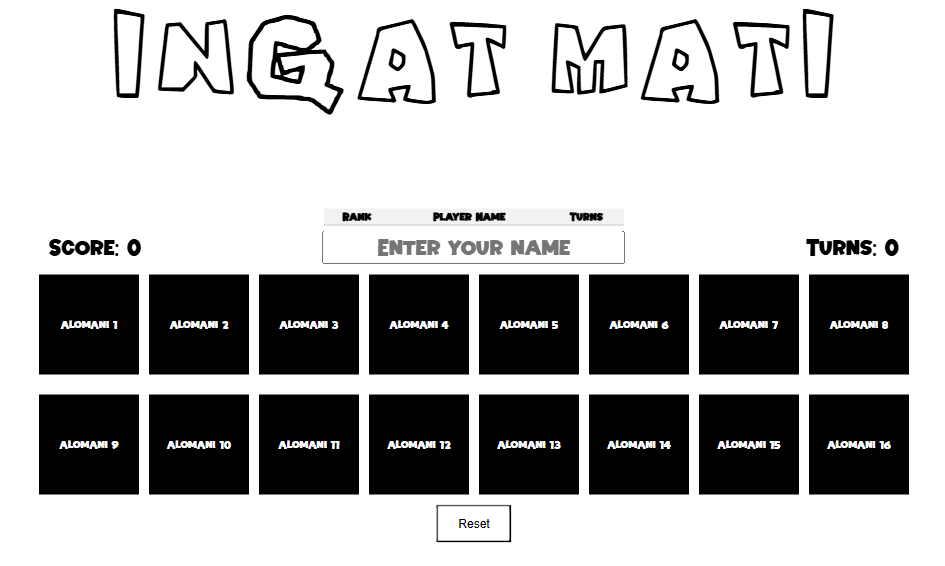 INGAT MATI
Rank Player Name Turns
Score: 0 Enter your name Turns: 0
Alomani 1 Alomani 2 Alomani 3 Alomani 4 Alomani 5 Alomani 6 Alomani 7 Alomani 8
Alomani 9 Alomani 10 Alomani 11 Alomani 12 Alomani 13 Alomani 14 Alomani 15 Alomani 16
Reset